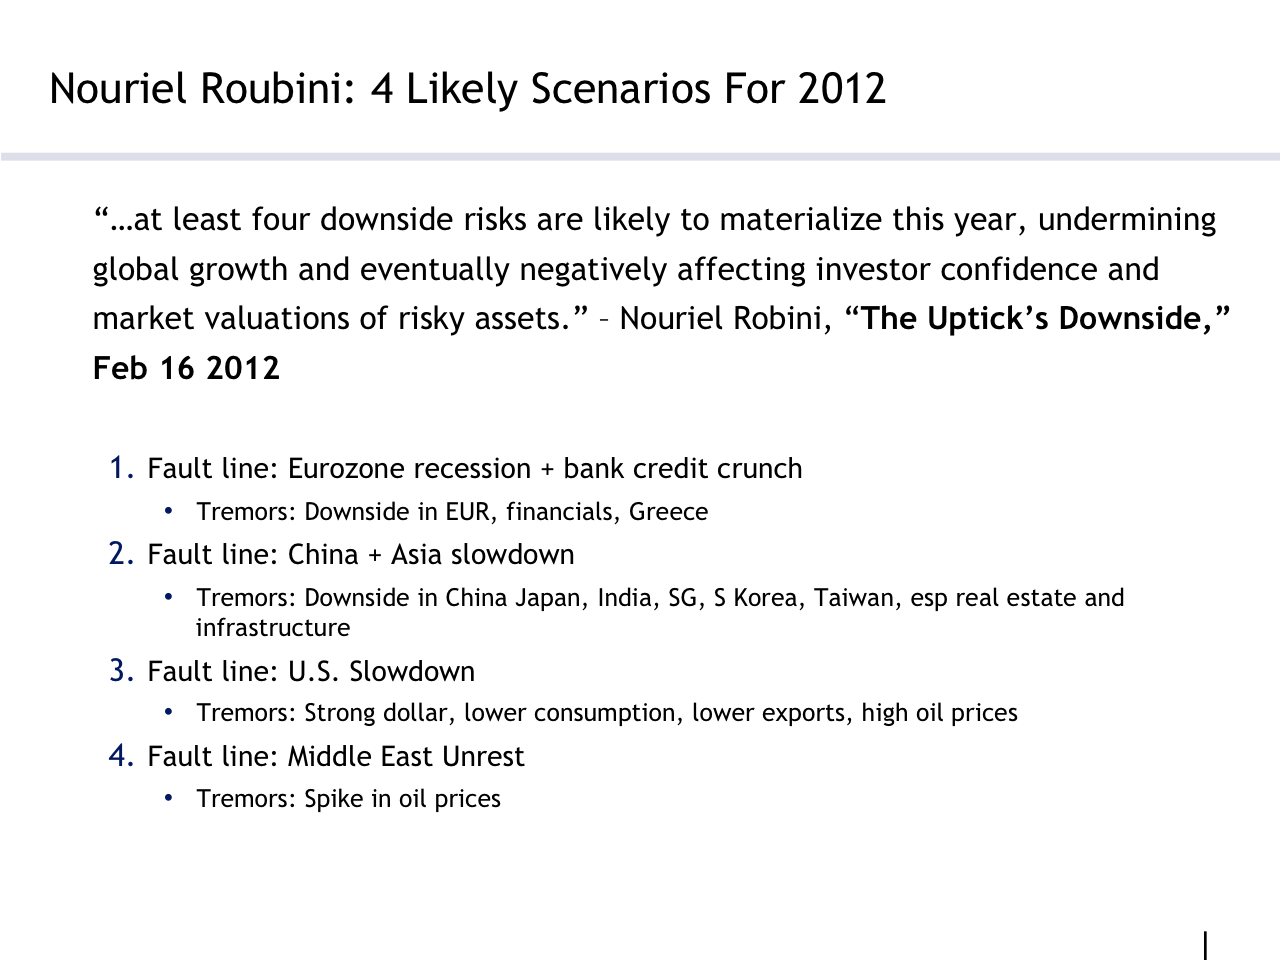 Nouriel Roubini: 4 Likely Scenarios For 2012
“…at least four downside risks are likely to materialize this year, undermining
global growth and eventually negatively affecting investor confidence and
market valuations of risky assets.” – Nouriel Robini, “The Uptick’s Downside,”
Feb 16 2012
1. Fault line: Eurozone recession + bank credit crunch
• Tremors: Downside in EUR, financials, Greece
2. Fault line: China + Asia slowdown
• Tremors: Downside in China Japan, India, SG, S Korea, Taiwan, esp real estate and
infrastructure
3. Fault line: U.S. Slowdown
• Tremors: Strong dollar, lower consumption, lower exports, high oil prices
4. Fault line: Middle East Unrest
• Tremors: Spike in oil prices